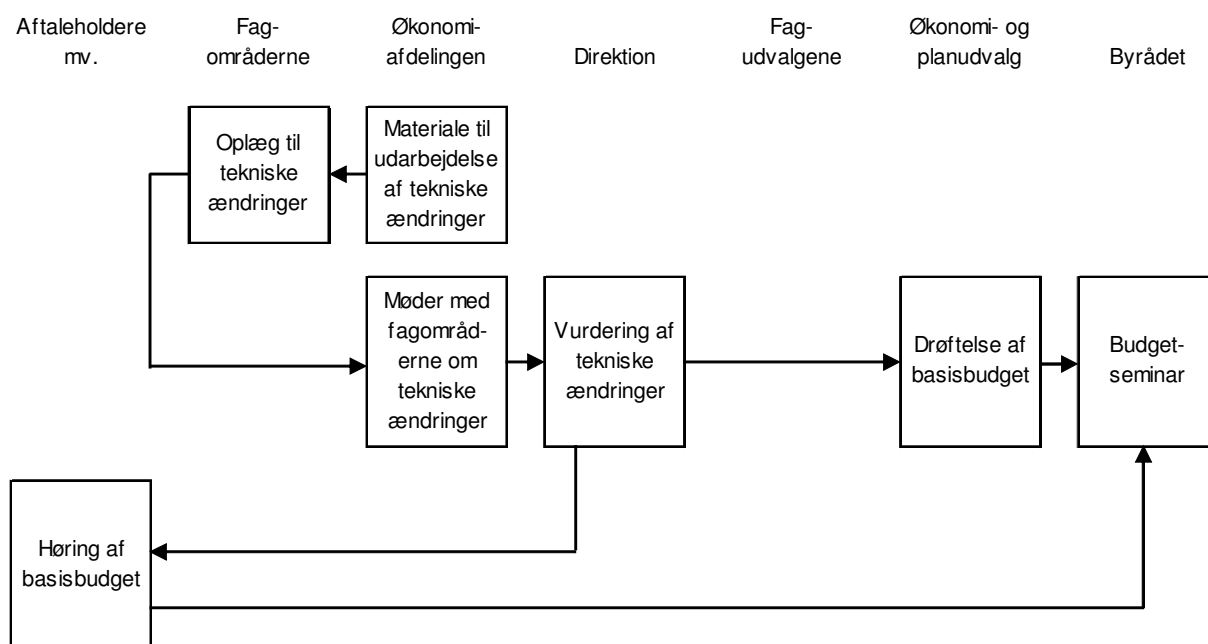 Aftaleholdere
mv.
Fag-
områderne
Økonomi-
afdelingen
Direktion
Fag-
udvalgene
Økonomi- og
planudvalg
Byrådet
Oplæg til
tekniske
ændringer
Materiale til
udarbejdelse
af tekniske
ændringer
Møder med
fagområd-
erne om
tekniske
ændringer
Vurdering af
tekniske
ændringer
Drøftelse af
basisbudget
Budget-
seminar
Høring af
basisbudget